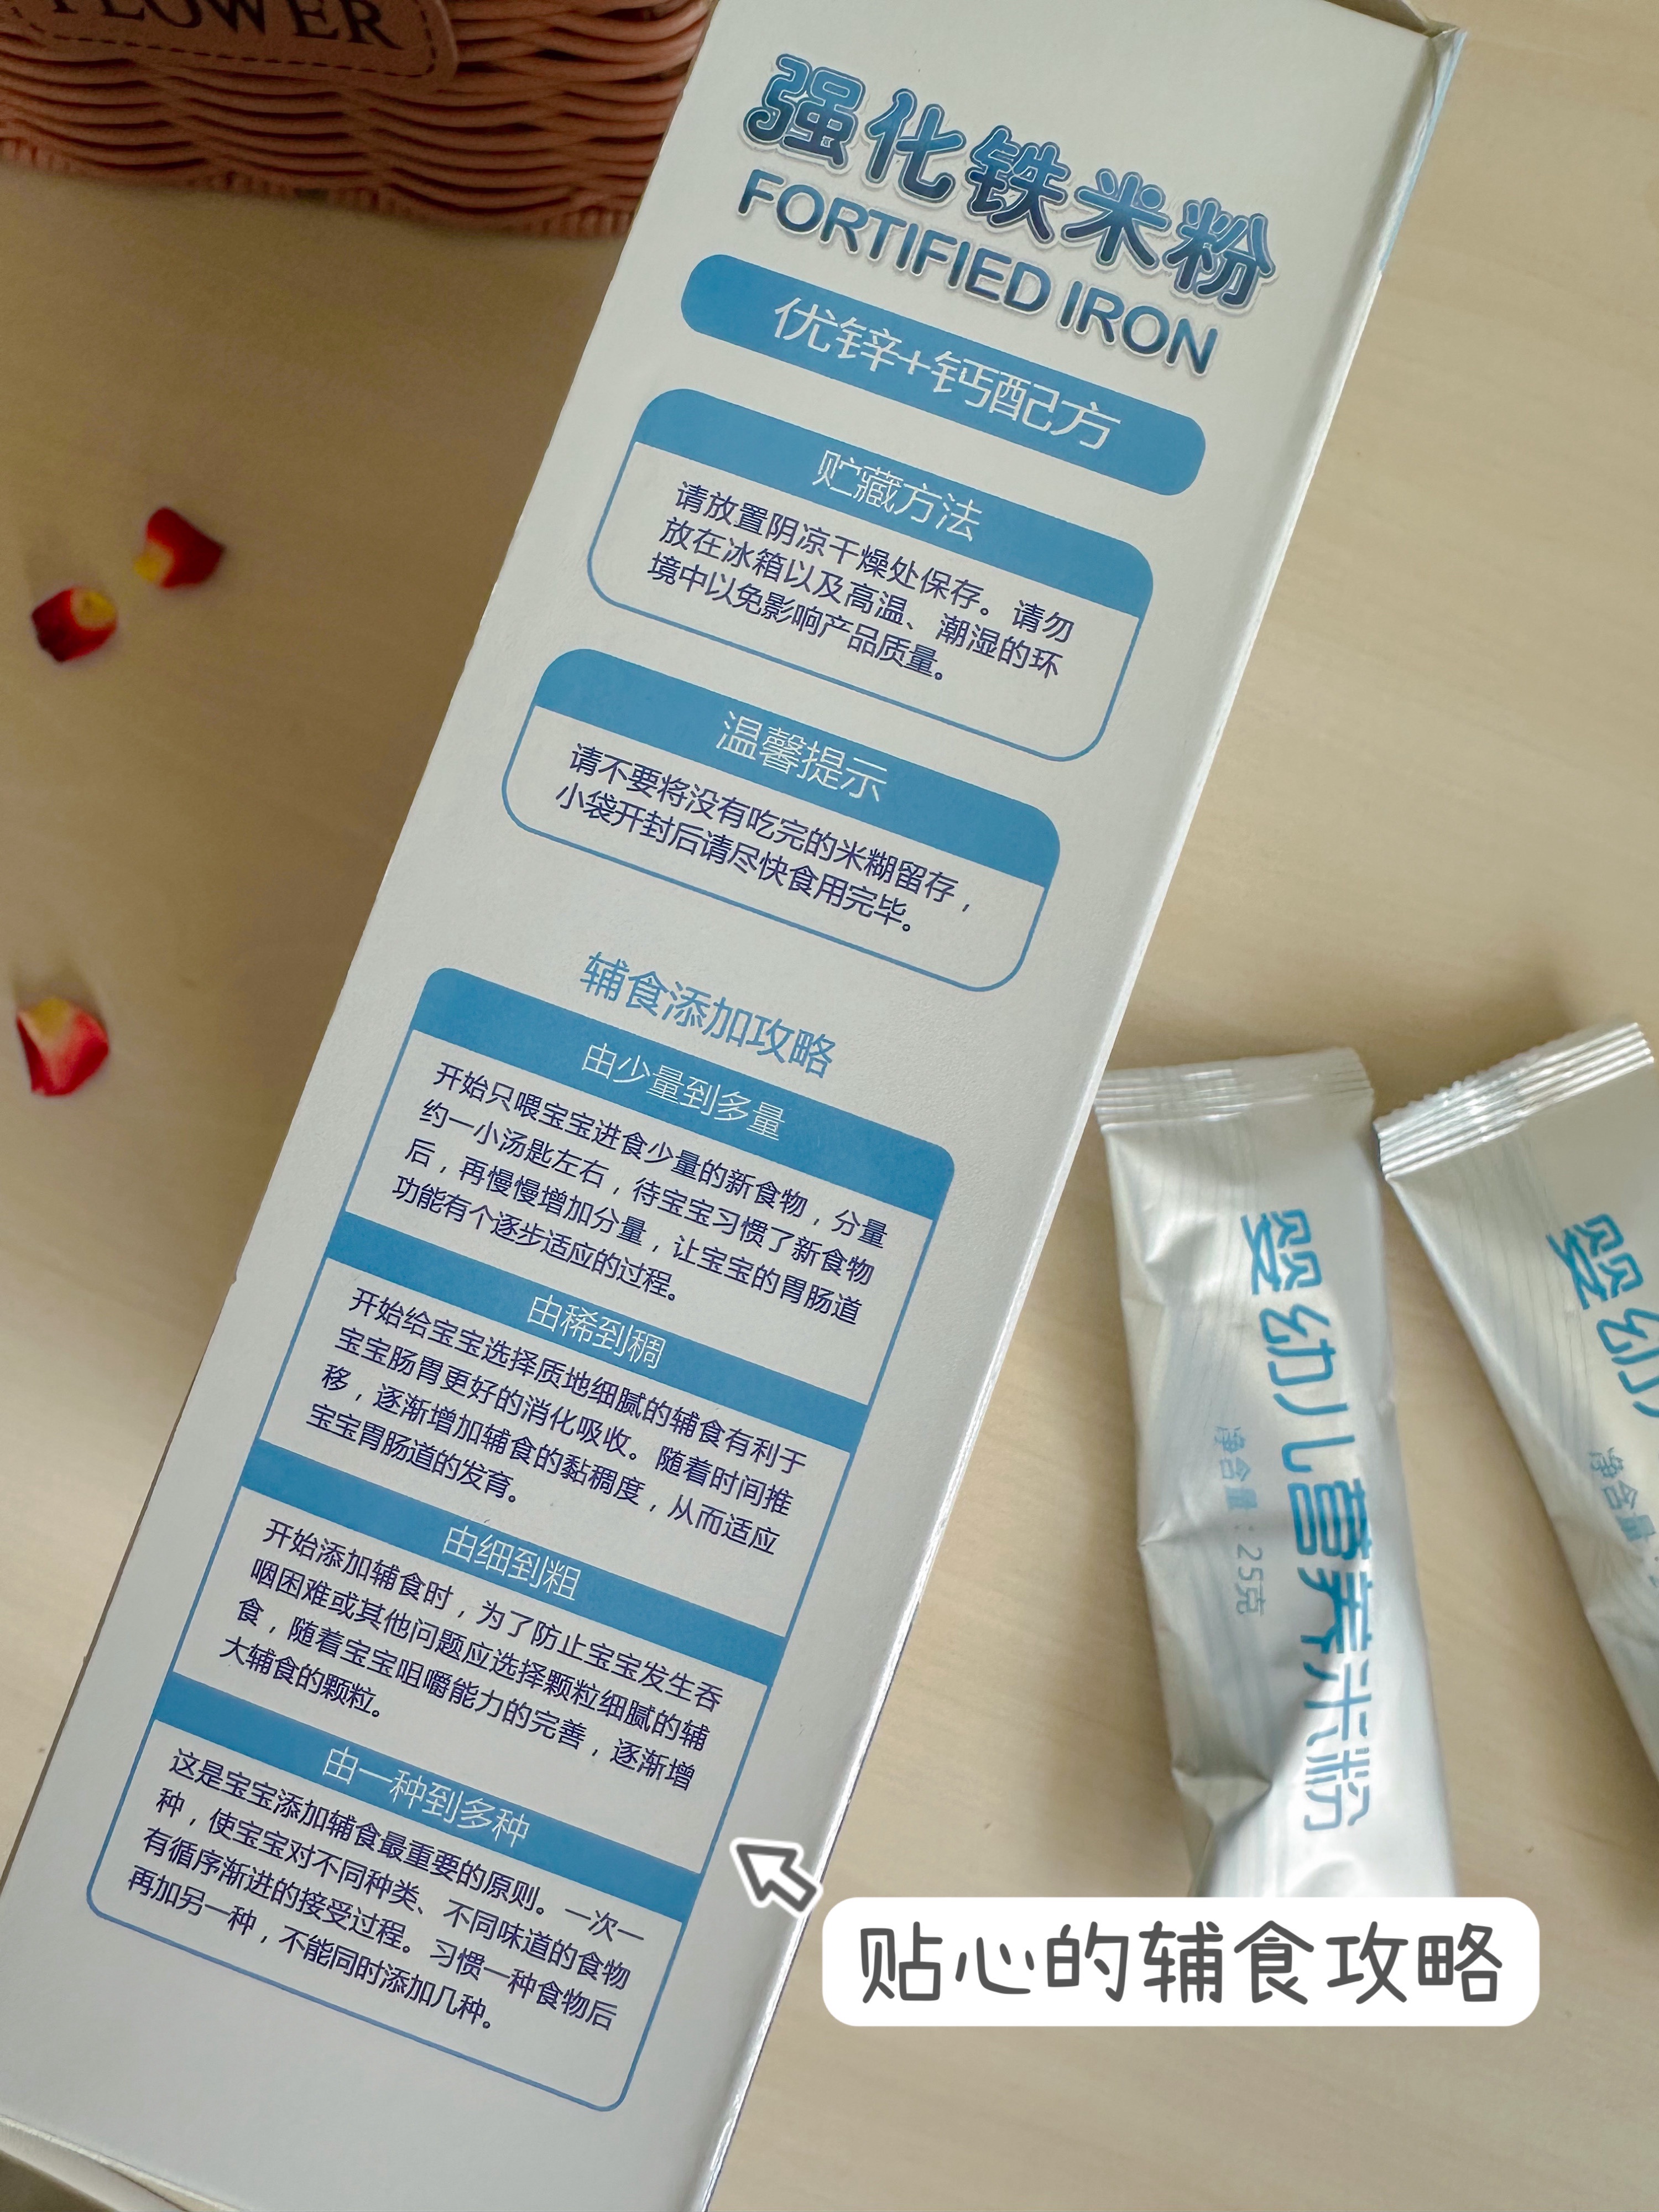 FLOWER
强化铁米粉
FORTIFIED IRON
优锌+钙配方
贮藏方法
请放置阴凉干燥处保存。请勿
放在冰箱以及高温、潮湿的环
境中以免影响产品质量。
温馨提示
请不要将没有吃完的米糊留存，
小袋开封后请尽快食用完毕。
辅食添加攻略
由少量到多量
开始只喂宝宝进食少量的新食物，分量
约一小汤匙左右，待宝宝习惯了新食物
后，再慢慢增加分量，让宝宝的胃肠道
功能有个逐步适应的过程。
由稀到稠
开始给宝宝选择质地细腻的辅食有利于
宝宝肠胃更好的消化吸收。随着时间推
移，逐渐增加辅食的黏稠度，从而适应
宝宝胃肠道的发育。
由细到粗
开始添加辅食时，为了防止宝宝发生吞
咽困难或其他问题应选择颗粒细腻的辅
食，随着宝宝咀嚼能力的完善，逐渐增
大辅食的颗粒。
由一种到多种
这是宝宝添加辅食最重要的原则。一次一
种，使宝宝对不同种类、不同味道的食物
有循序渐进的接受过程。习惯一种食物后
再加另一种，不能同时添加几种。
婴幼儿营养米粉
净含量：25克
婴幼
净含量
贴心的辅食攻略